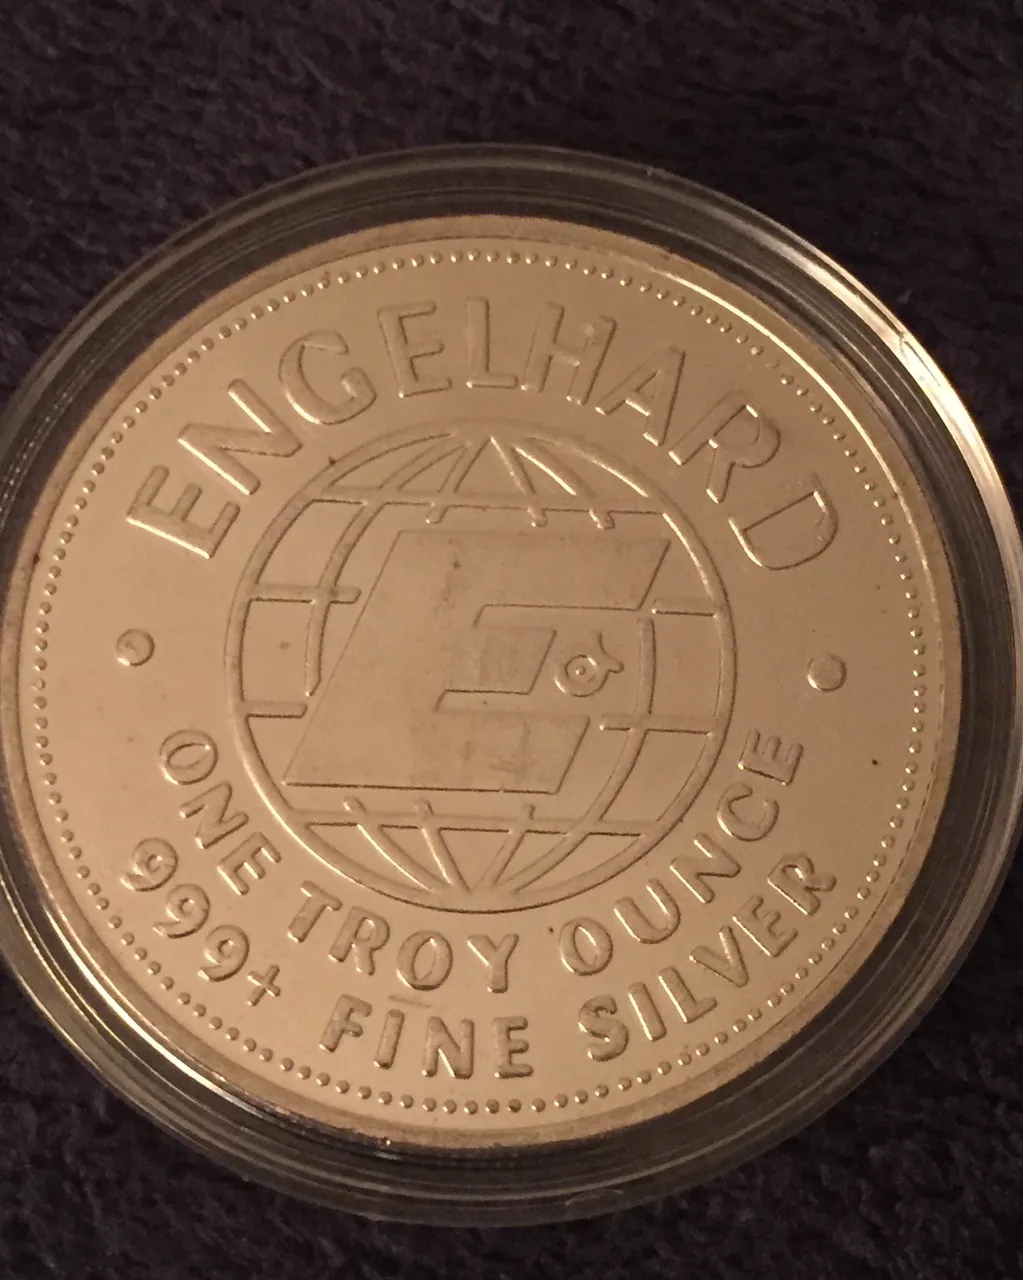 ENGELHARD
E
ONE TROY OUNCE
999+ FINE SILVER